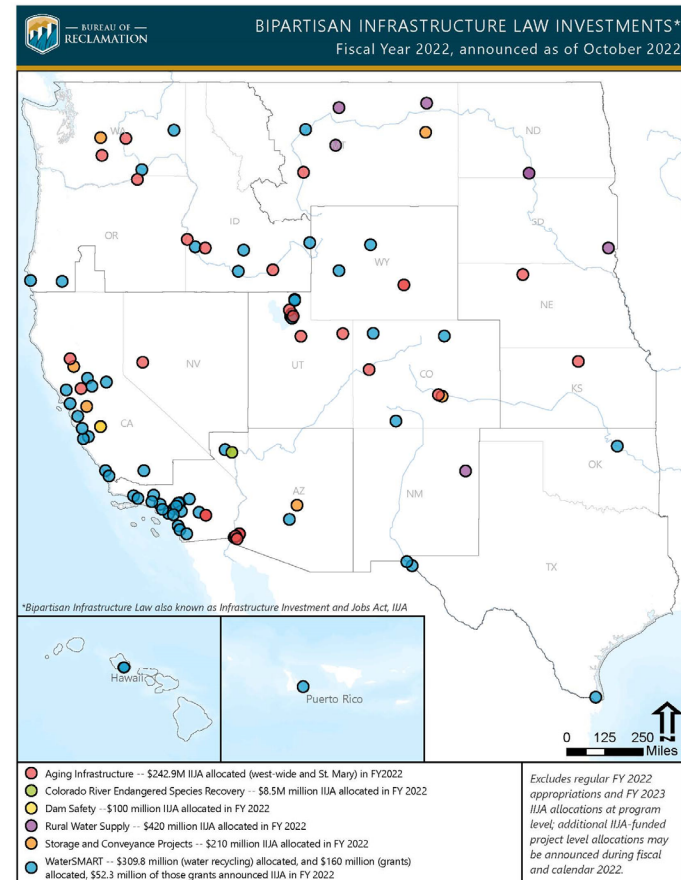 BUREAU OF
RECLAMATION
BIPARTISAN INFRASTRUCTURE LAW INVESTMENTS*
Fiscal Year 2022, announced as of October 2022
WA
ND
OR
ID
SD
WY
NE
NV
UT
CO
KS
CA
AZ
NM
OK
TX
*Bipartisan Infrastructure Law also known as Infrastructure Investment and Jobs Act, IIJA
Hawaii
Puerto Rico
0 125 250 N
Miles
Aging Infrastructure -- $242.9M IIJA allocated (west-wide and St. Mary) in FY2022
Colorado River Endangered Species Recovery -- $8.5M million IIJA allocated in FY 2022
Dam Safety --$100 million IIJA allocated in FY 2022
Rural Water Supply -- $420 million IIJA allocated in FY 2022
Storage and Conveyance Projects -- $210 million IIJA allocated in FY 2022
WaterSMART -- $309.8 million (water recycling) allocated, and $160 million (grants)
allocated, $52.3 million of those grants announced IIJA in FY 2022
Excludes regular FY 2022
appropriations and FY 2023
IIJA allocations at program
level; additional IIJA-funded
project level allocations may
be announced during fiscal
and calendar 2022.